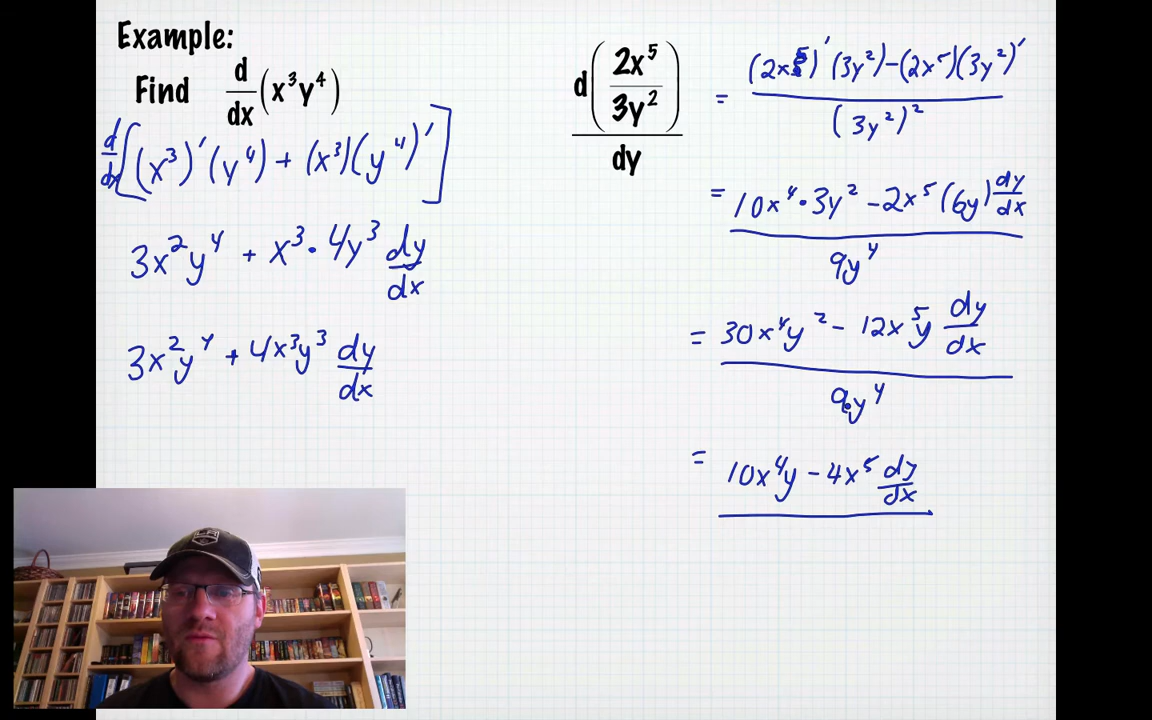 Example:
Find d/dx (x³y⁴)
d/dx [(x³)′(y⁴) + (x³)(y⁴)′]
3x²y⁴ + x³ · 4y³ dy/dx
3x²y⁴ + 4x³y³ dy/dx
d(2x⁵/3y²)/dy
= ((2x⁵)′(3y²) − (2x⁵)(3y²)′)/(3y²)²
= (10x⁴ · 3y² − 2x⁵(6y) dy/dx)/9y⁴
= (30x⁴y² − 12x⁵y dy/dx)/9y⁴
= 10x⁴y − 4x⁵ dy/dx